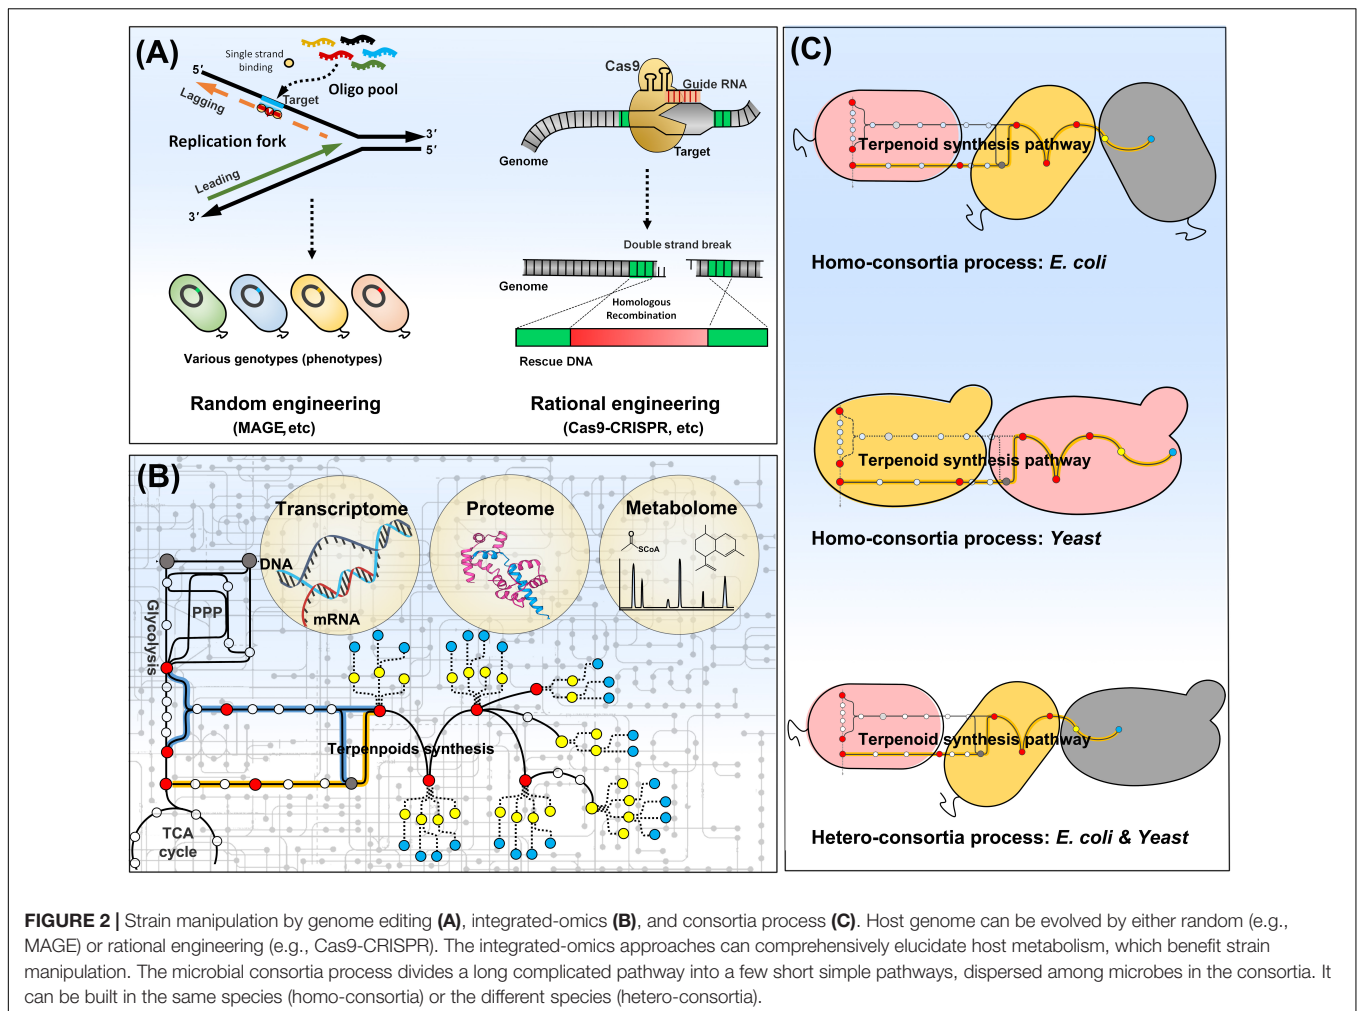 (A)
Single strand
binding
Oligo pool
5′
Lagging
Target
Replication fork
3′
5′
Leading
3′
Various genotypes (phenotypes)
Random engineering
(MAGE, etc)
Cas9
Guide RNA
Target
Genome
Double strand break
Genome
Homologous
Recombination
Rescue DNA
Rational engineering
(Cas9-CRISPR, etc)
(B)
Transcriptome
DNA
mRNA
Proteome
Metabolome
O
SCoA
Glycolysis
PPP
Terpenpoids synthesis
TCA
cycle
(C)
Terpenoid synthesis pathway
Homo-consortia process: E. coli
Terpenoid synthesis pathway
Homo-consortia process: Yeast
Terpenoid synthesis pathway
Hetero-consortia process: E. coli & Yeast
FIGURE 2 | Strain manipulation by genome editing (A), integrated-omics (B), and consortia process (C). Host genome can be evolved by either random (e.g.,
MAGE) or rational engineering (e.g., Cas9-CRISPR). The integrated-omics approaches can comprehensively elucidate host metabolism, which benefit strain
manipulation. The microbial consortia process divides a long complicated pathway into a few short simple pathways, dispersed among microbes in the consortia. It
can be built in the same species (homo-consortia) or the different species (hetero-consortia).